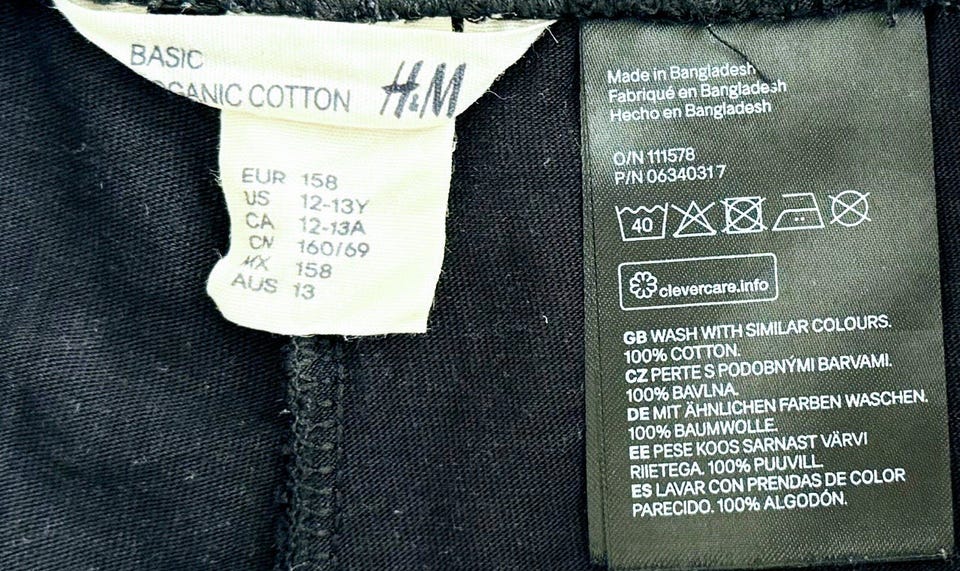 BASIC
ORGANIC COTTON
H&M
EUR 158
US 12-13Y
CA 12-13A
CN 160/69
MX 158
AUS 13
Made in Bangladesh
Fabriqué en Bangladesh
Hecho en Bangladesh
O/N 111578
P/N 06340317
40
clevercare.info
GB WASH WITH SIMILAR COLOURS.
100% COTTON.
CZ PERTE S PODOBNÝMI BARVAMI.
100% BAVLNA.
DE MIT ÄHNLICHEN FARBEN WASCHEN.
100% BAUMWOLLE.
EE PESE KOOS SARNAST VÄRVI
RIIETEGA. 100% PUUVILL.
ES LAVAR CON PRENDAS DE COLOR
PARECIDO. 100% ALGODÓN.